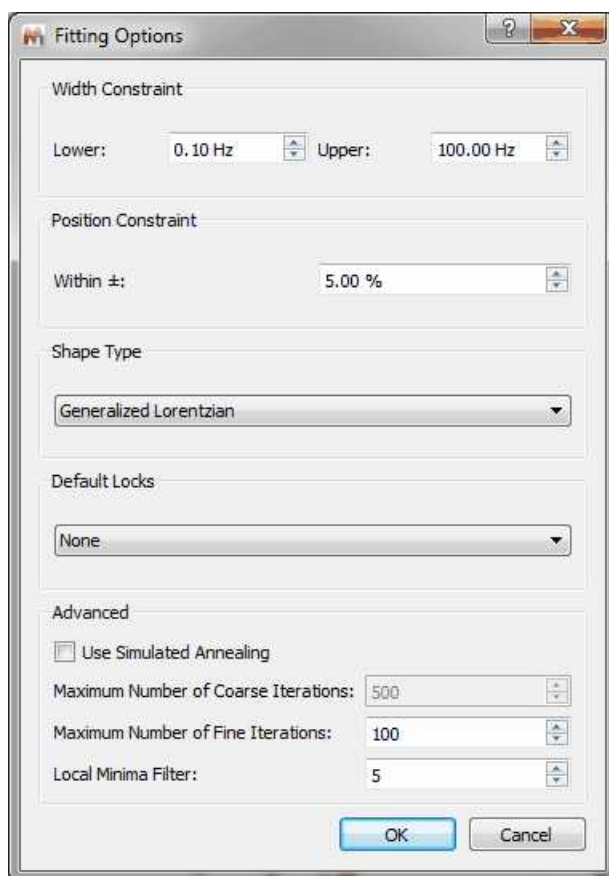 Fitting Options
Width Constraint
Lower: 0.10 Hz Upper: 100.00 Hz
Position Constraint
Within ±: 5.00 %
Shape Type
Generalized Lorentzian
Default Locks
None
Advanced
Use Simulated Annealing
Maximum Number of Coarse Iterations: 500
Maximum Number of Fine Iterations: 100
Local Minima Filter: 5
OK Cancel